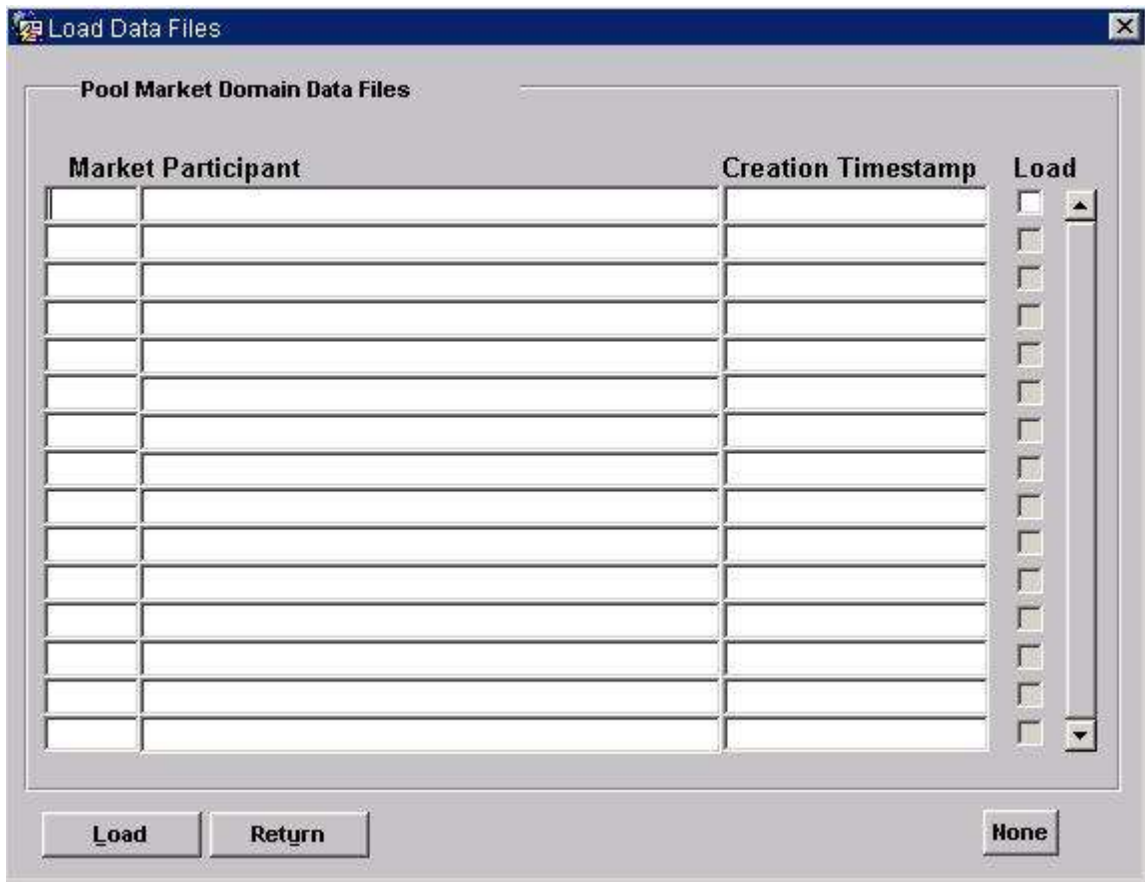 Load Data Files
Pool Market Domain Data Files
Market Participant Creation Timestamp Load
Load Return None